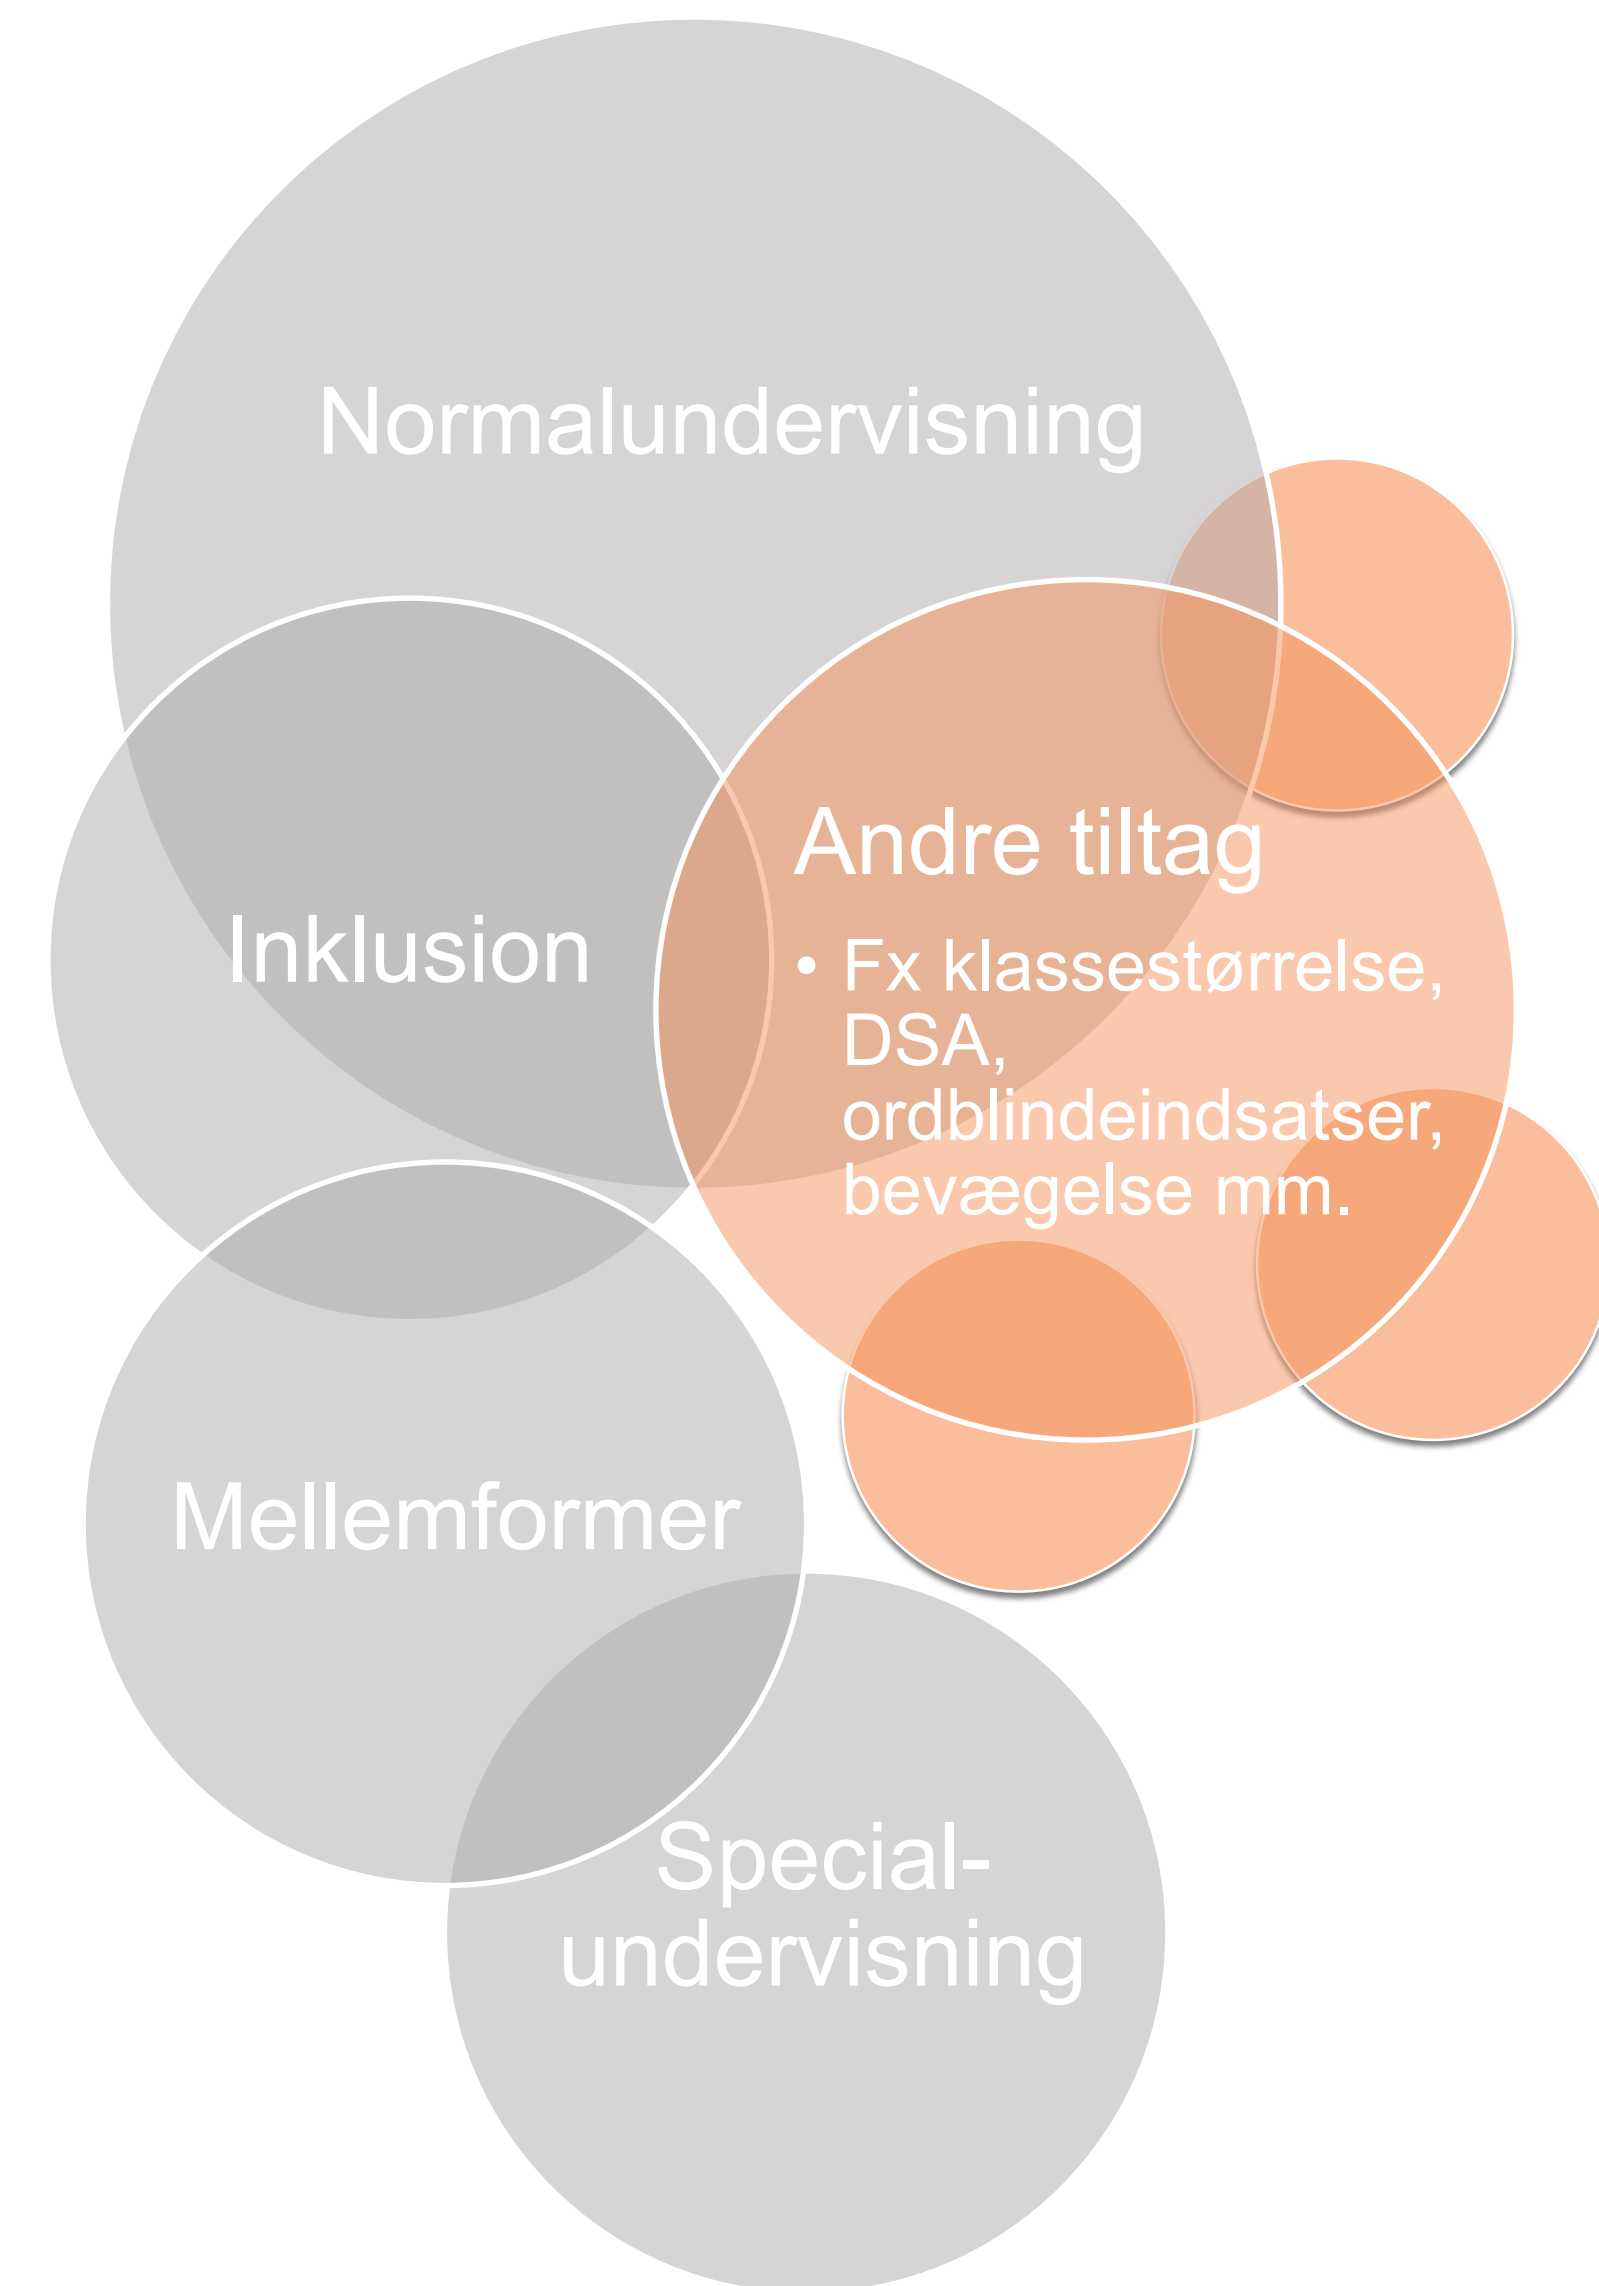 Normalundervisning
Andre tiltag
• Fx klassestørrelse,
DSA,
ordblindeindsatser,
bevægelse mm.
Inklusion
Mellemformer
Special-
undervisning